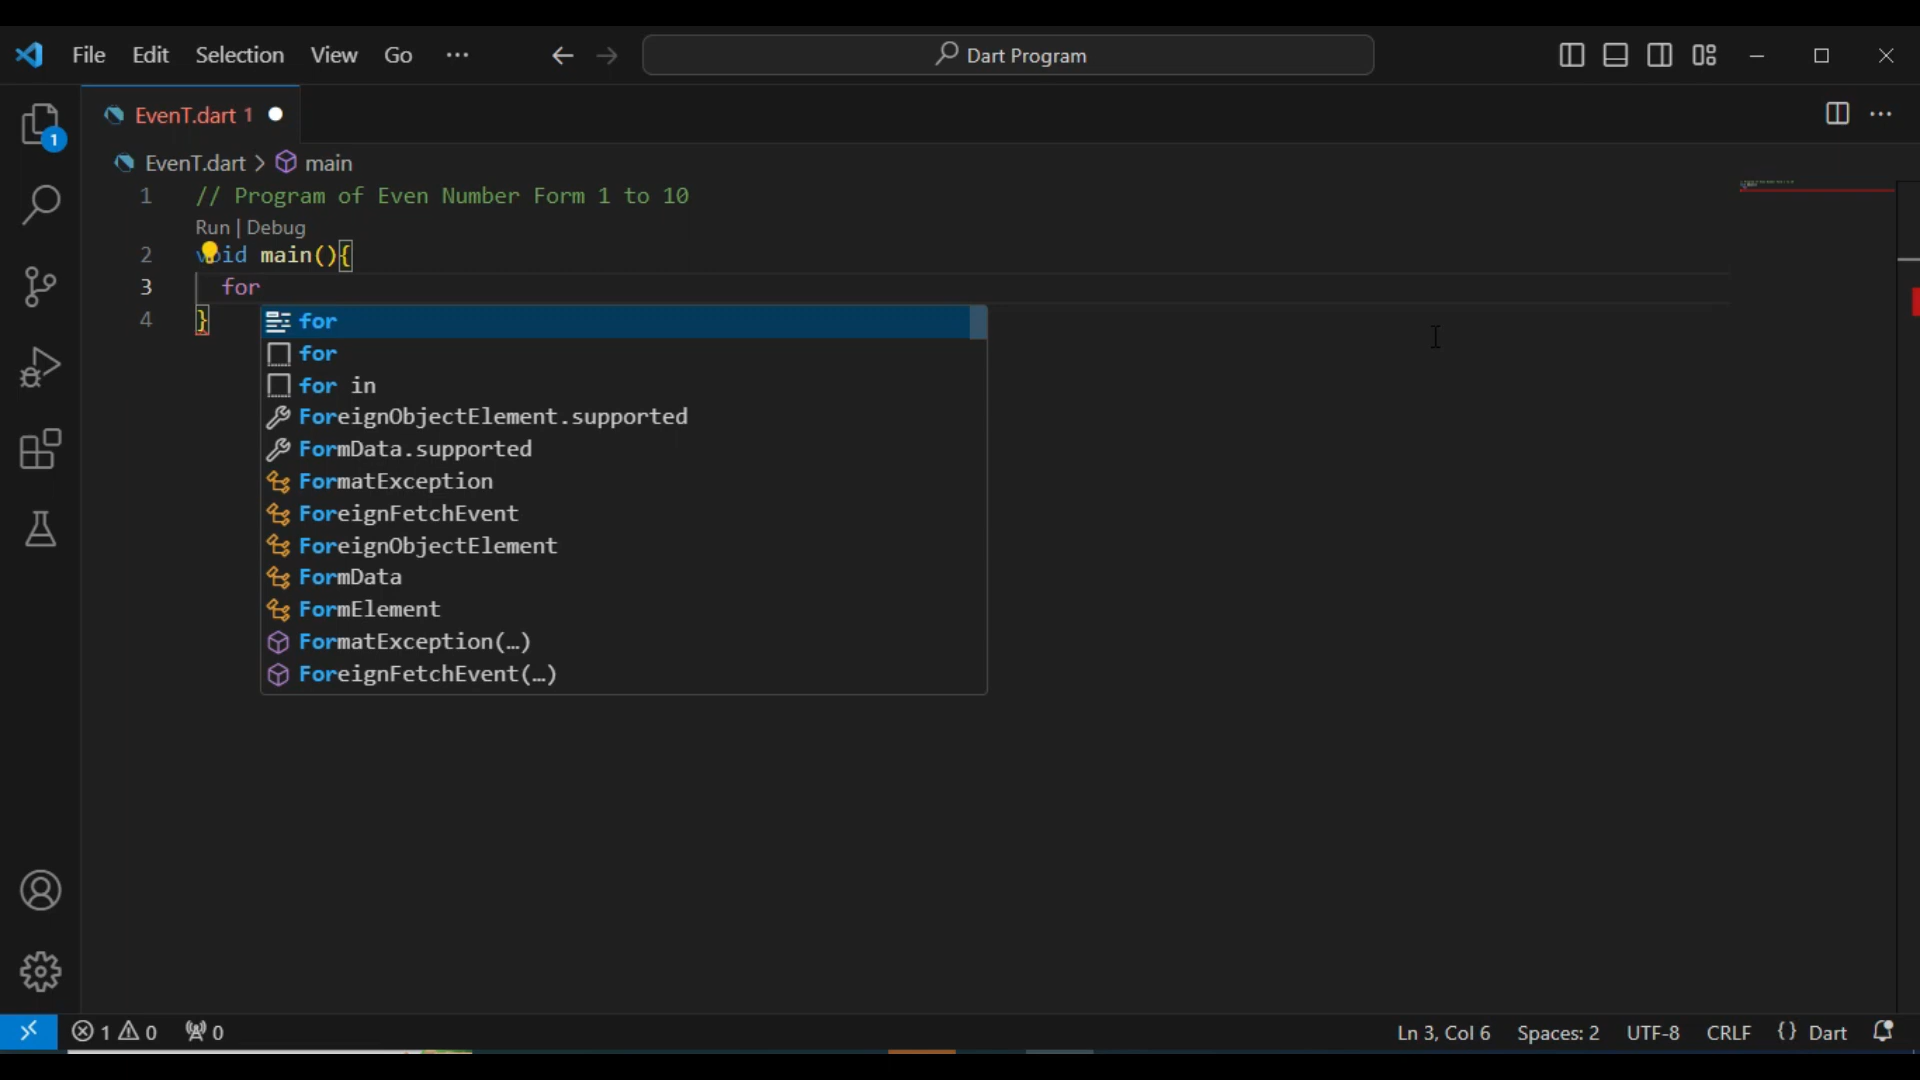 File Edit Selection View Go ··· Dart Program
EvenT.dart 1
1
EvenT.dart > main
1 // Program of Even Number Form 1 to 10
Run | Debug
2 void main(){
3 for
4 }
for
for
for in
ForeignObjectElement.supported
FormData.supported
FormatException
ForeignFetchEvent
ForeignObjectElement
FormData
FormElement
FormatException(…)
ForeignFetchEvent(…)
1 0 0 Ln 3, Col 6 Spaces: 2 UTF-8 CRLF {} Dart